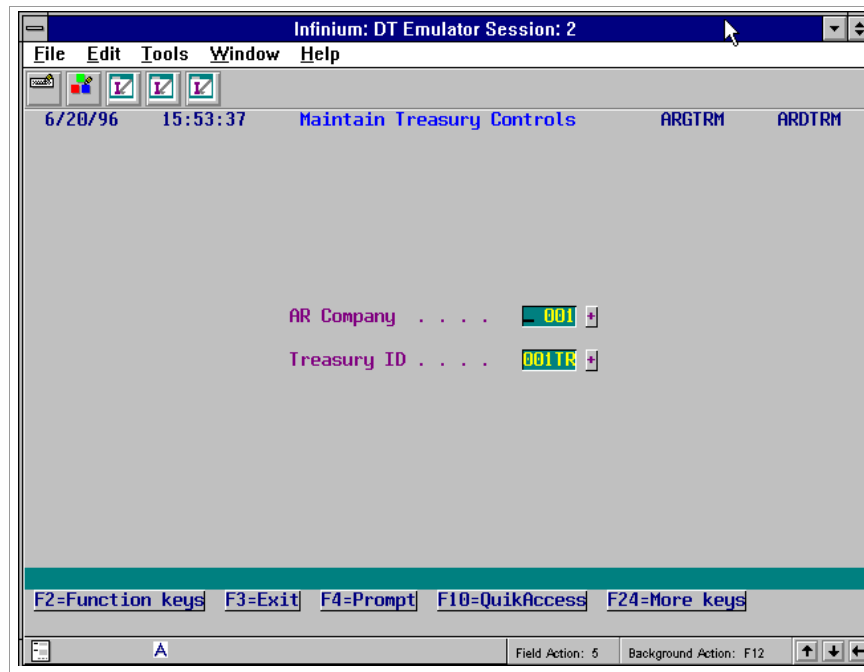 Infinium: DT Emulator Session: 2
File Edit Tools Window Help
6/20/96 15:53:37 Maintain Treasury Controls ARGTRM ARDTRM
AR Company . . . . _ 001 +
Treasury ID . . . . 001TR +
F2=Function keys F3=Exit F4=Prompt F10=QuikAccess F24=More keys
A Field Action: 5 Background Action: F12